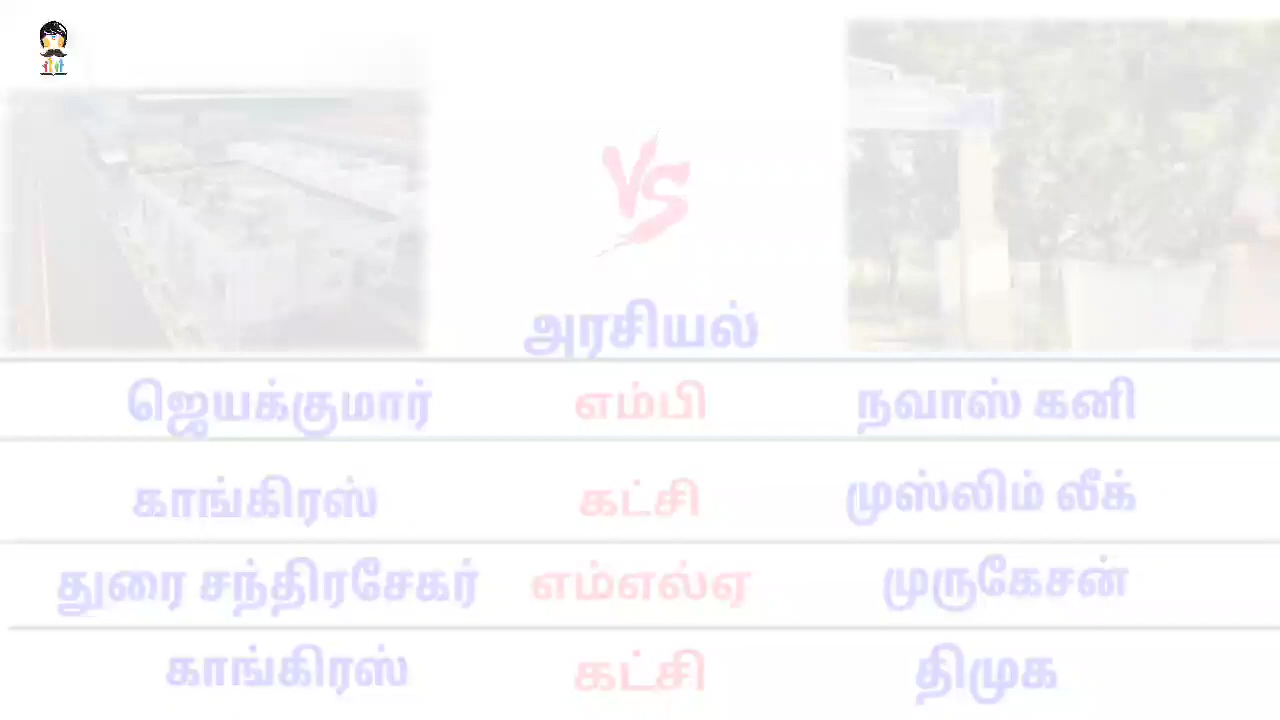 VS
அரசியல்
ஜெயக்குமார் எம்பி நவாஸ் கனி
காங்கிரஸ் கட்சி முஸ்லிம் லீக்
துரை சந்திரசேகர் எம்எல்ஏ முருகேசன்
காங்கிரஸ் கட்சி திமுக